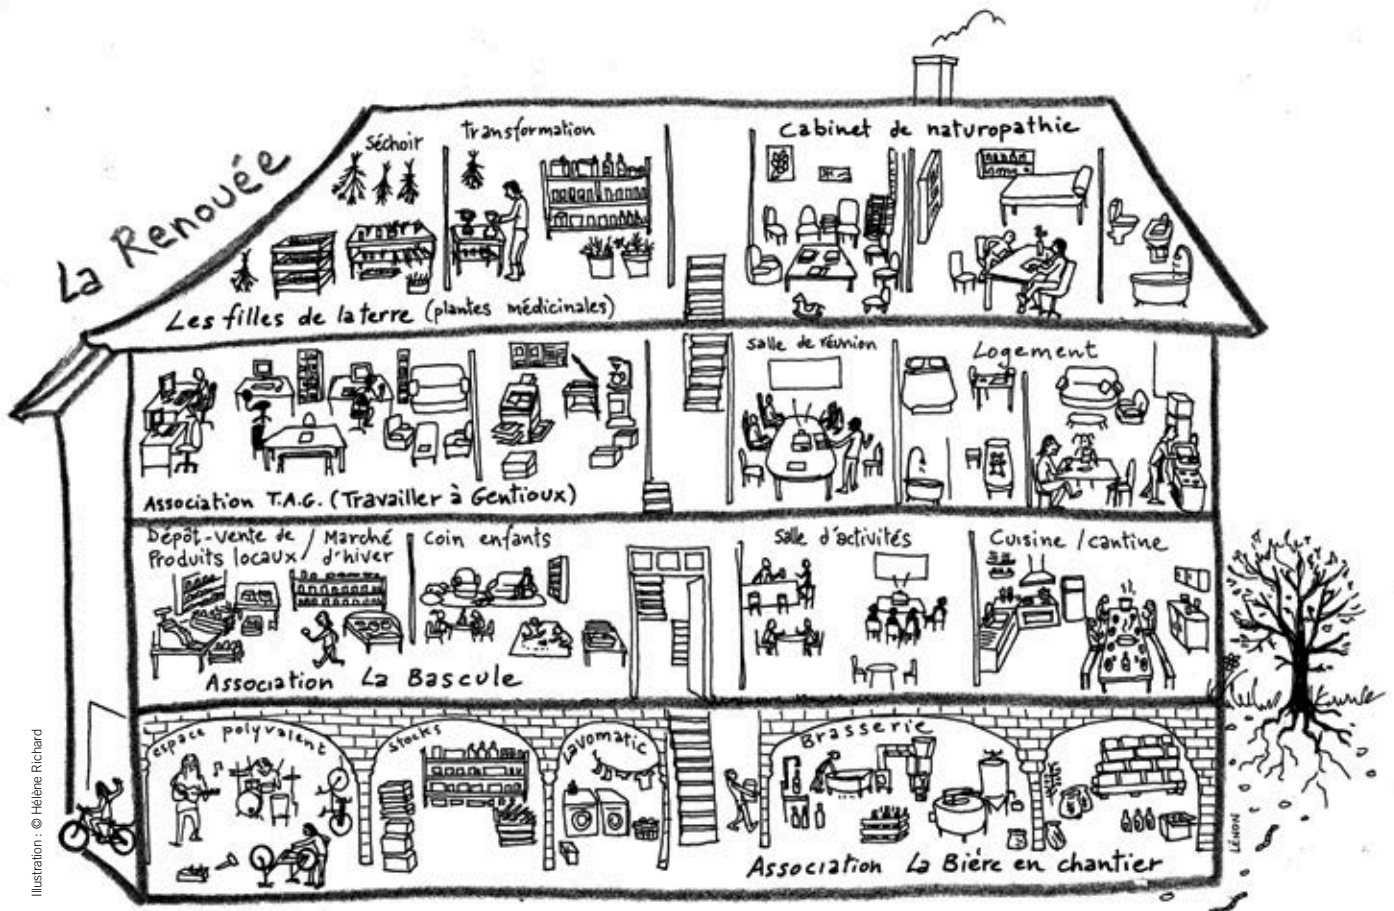 La Renouée
Séchoir
Transformation
Cabinet de naturopathie
Les filles de la terre (plantes médicinales)
Salle de réunion
Logement
Association T.A.G. (Travailler à Gentioux)
Dépôt-vente de / Marché
Produits locaux / d'hiver
Coin enfants
Salle d'activités
Cuisine / cantine
Association La Bascule
espace polyvalent
Stocks
Lavomatic
Brasserie
Association La Bière en chantier
LÉNON
Illustration : © Hélène Richard